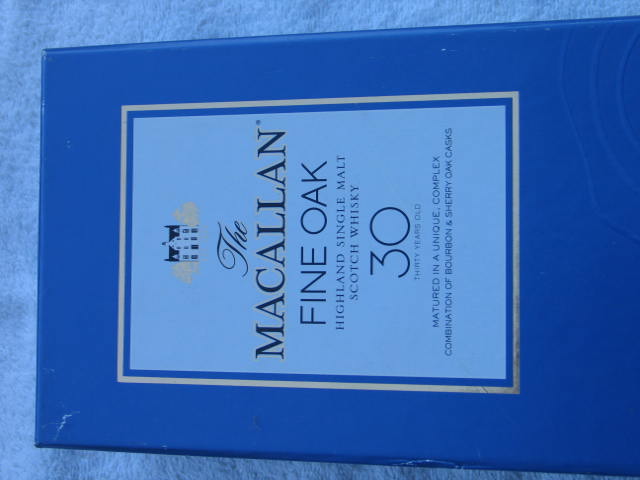 The
MACALLAN®
FINE OAK
HIGHLAND SINGLE MALT
SCOTCH WHISKY
30
THIRTY YEARS OLD
MATURED IN A UNIQUE, COMPLEX
COMBINATION OF BOURBON & SHERRY OAK CASKS